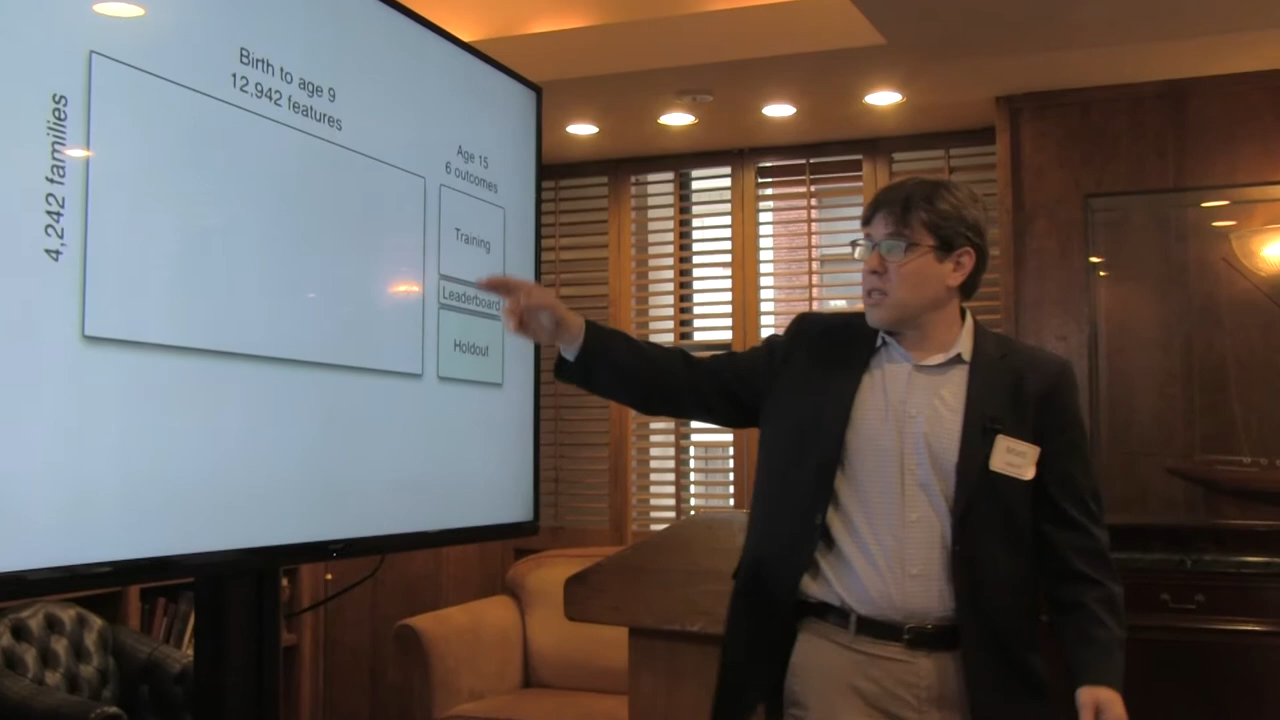 4,242 families
Birth to age 9
12,942 features
Age 15
6 outcomes
Training
Leaderboard
Holdout